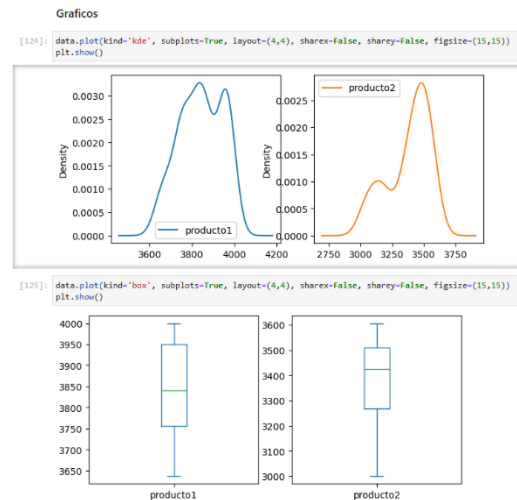 Graficos
[124]: data.plot(kind='kde', subplots=True, layout=(4,4), sharex=False, sharey=False, figsize=(15,15))
plt.show()
0.0030
0.0025
0.0020
0.0015
0.0010
0.0005
0.0000
Density
producto1
3600 3800 4000 4200
producto2
0.0025
0.0020
0.0015
0.0010
0.0005
0.0000
Density
2750 3000 3250 3500 3750
[125]: data.plot(kind='box', subplots=True, layout=(4,4), sharex=False, sharey=False, figsize=(15,15))
plt.show()
4000
3950
3900
3850
3800
3750
3700
3650
producto1
3600
3500
3400
3300
3200
3100
3000
producto2